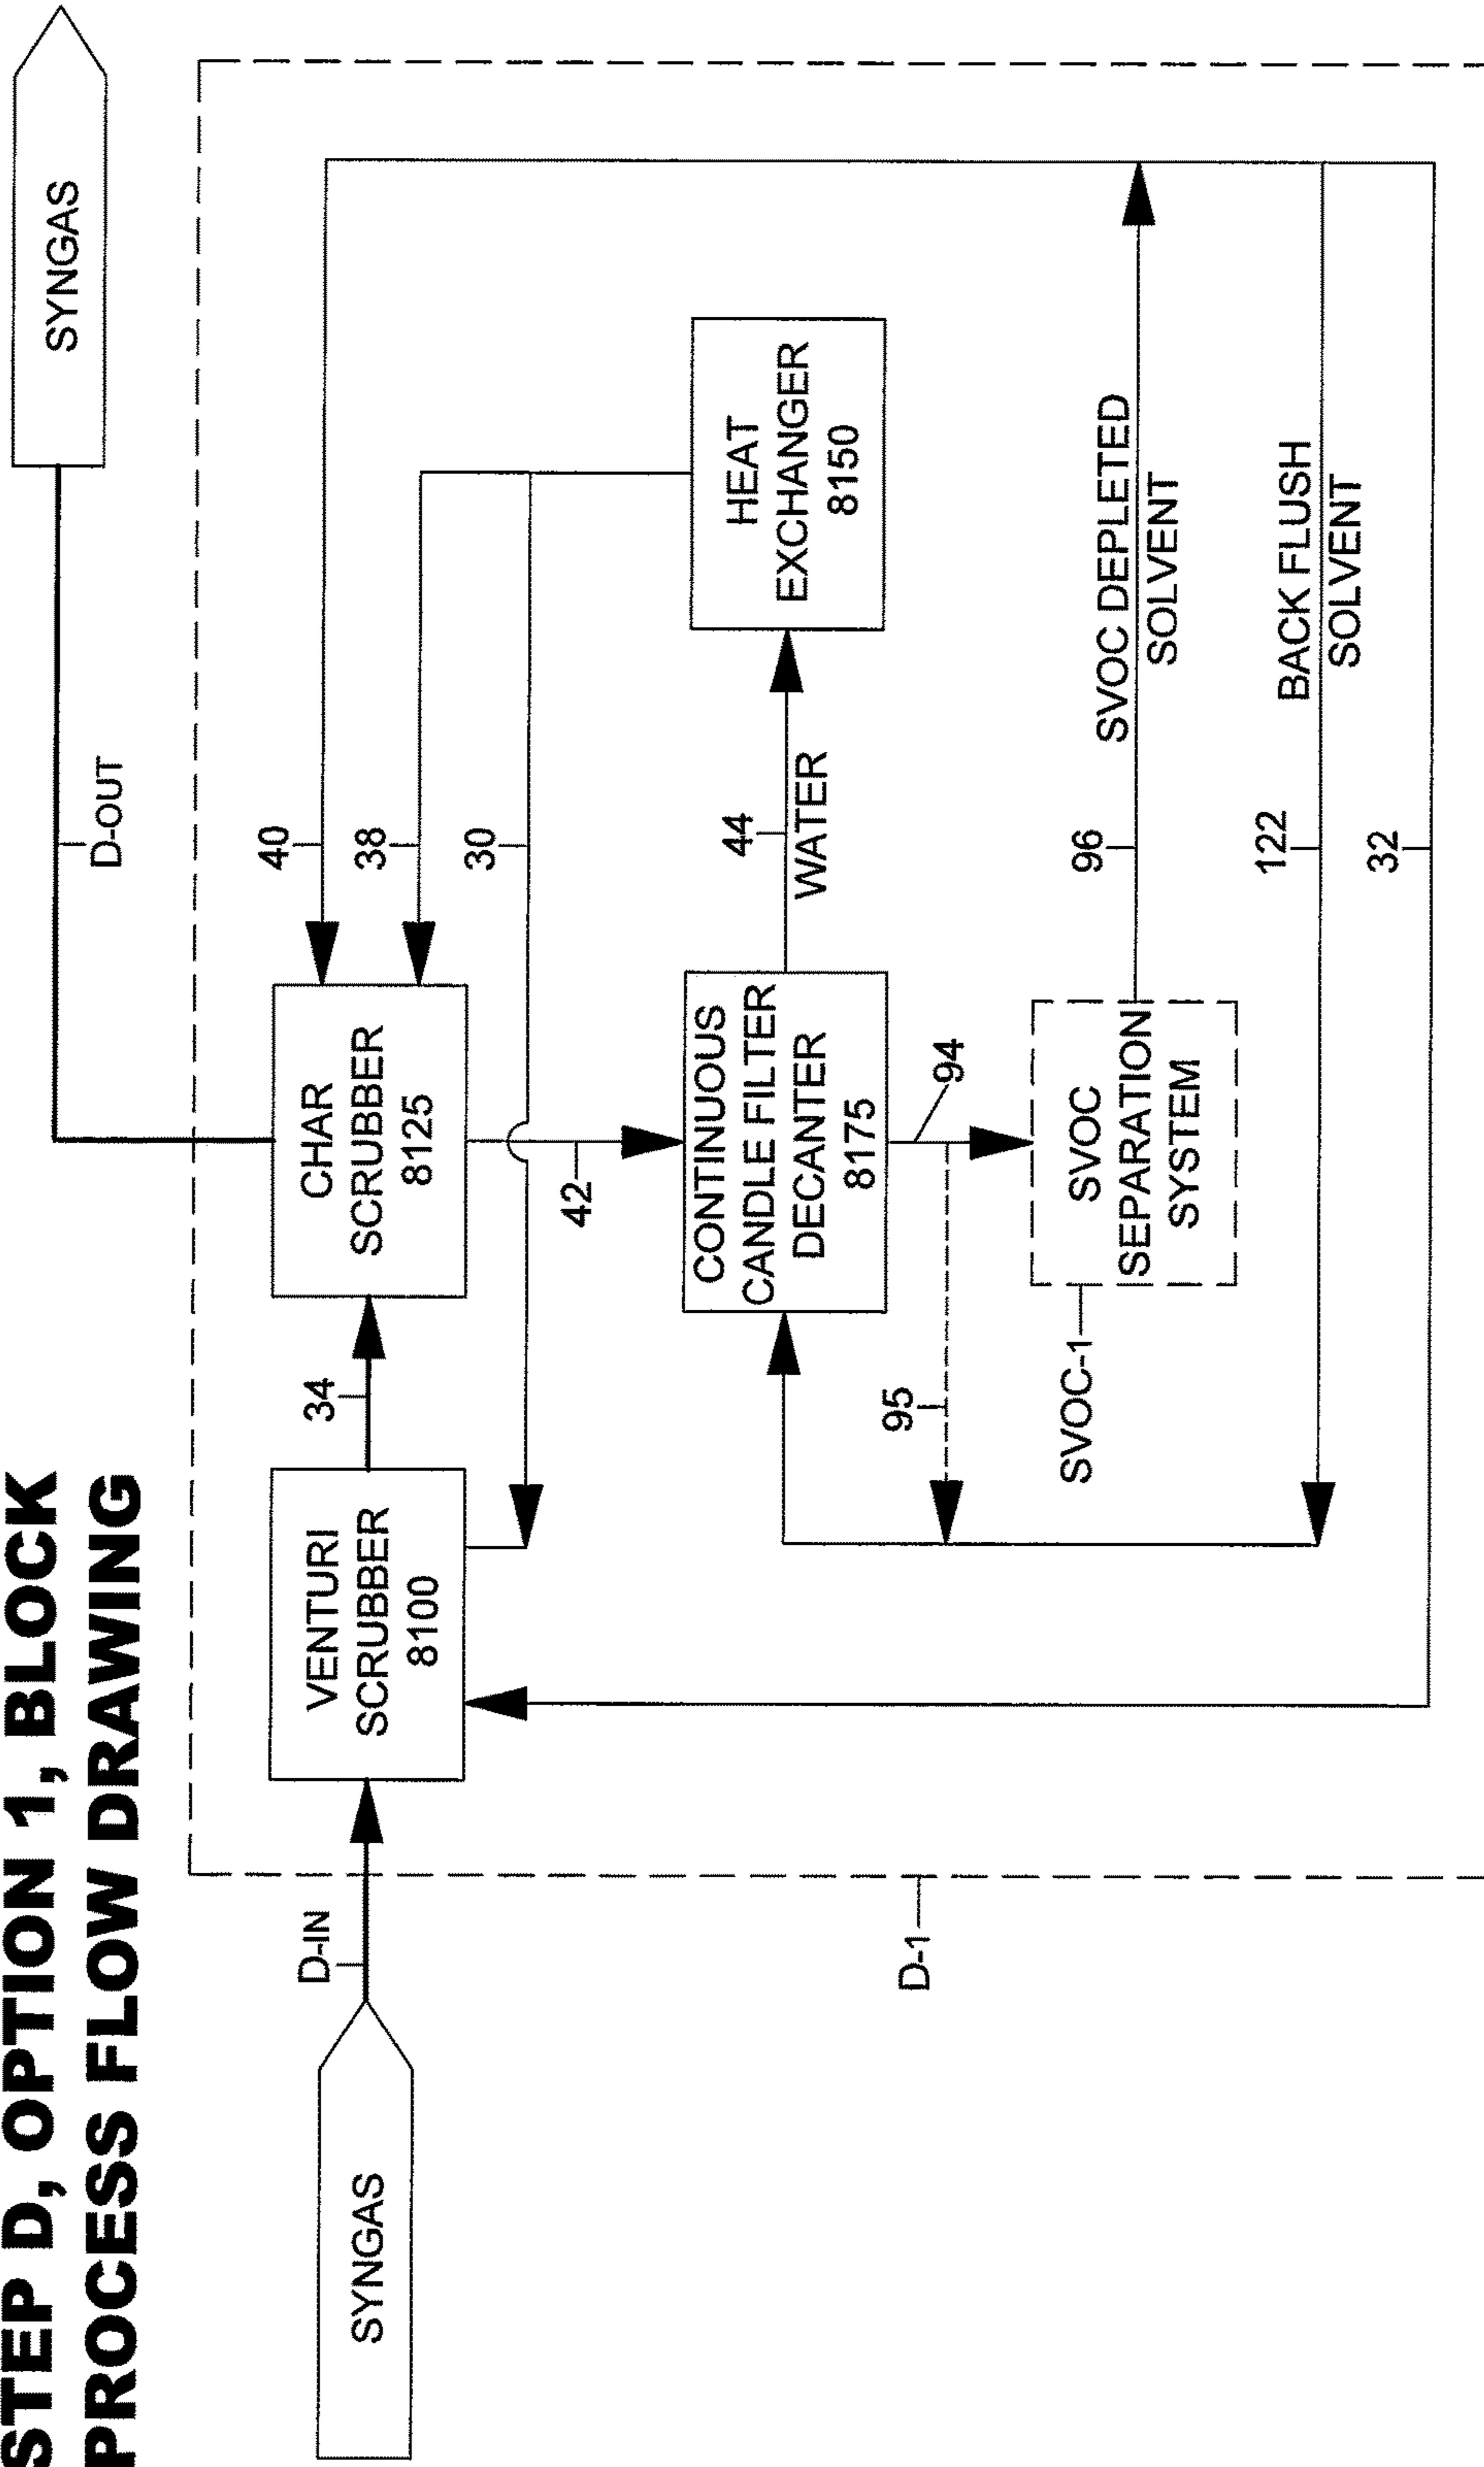 STEP D, OPTION 1, BLOCK
PROCESS FLOW DRAWING
SYNGAS
D-OUT
SYNGAS
D-IN
VENTURI
SCRUBBER
8100
34
CHAR
SCRUBBER
8125
40
38
30
42
CONTINUOUS
CANDLE FILTER
DECANTER
8175
44
WATER
HEAT
EXCHANGER
8150
94
95
SVOC-1
SVOC
SEPARATION
SYSTEM
96
SVOC DEPLETED
SOLVENT
122
BACK FLUSH
SOLVENT
32
D-1